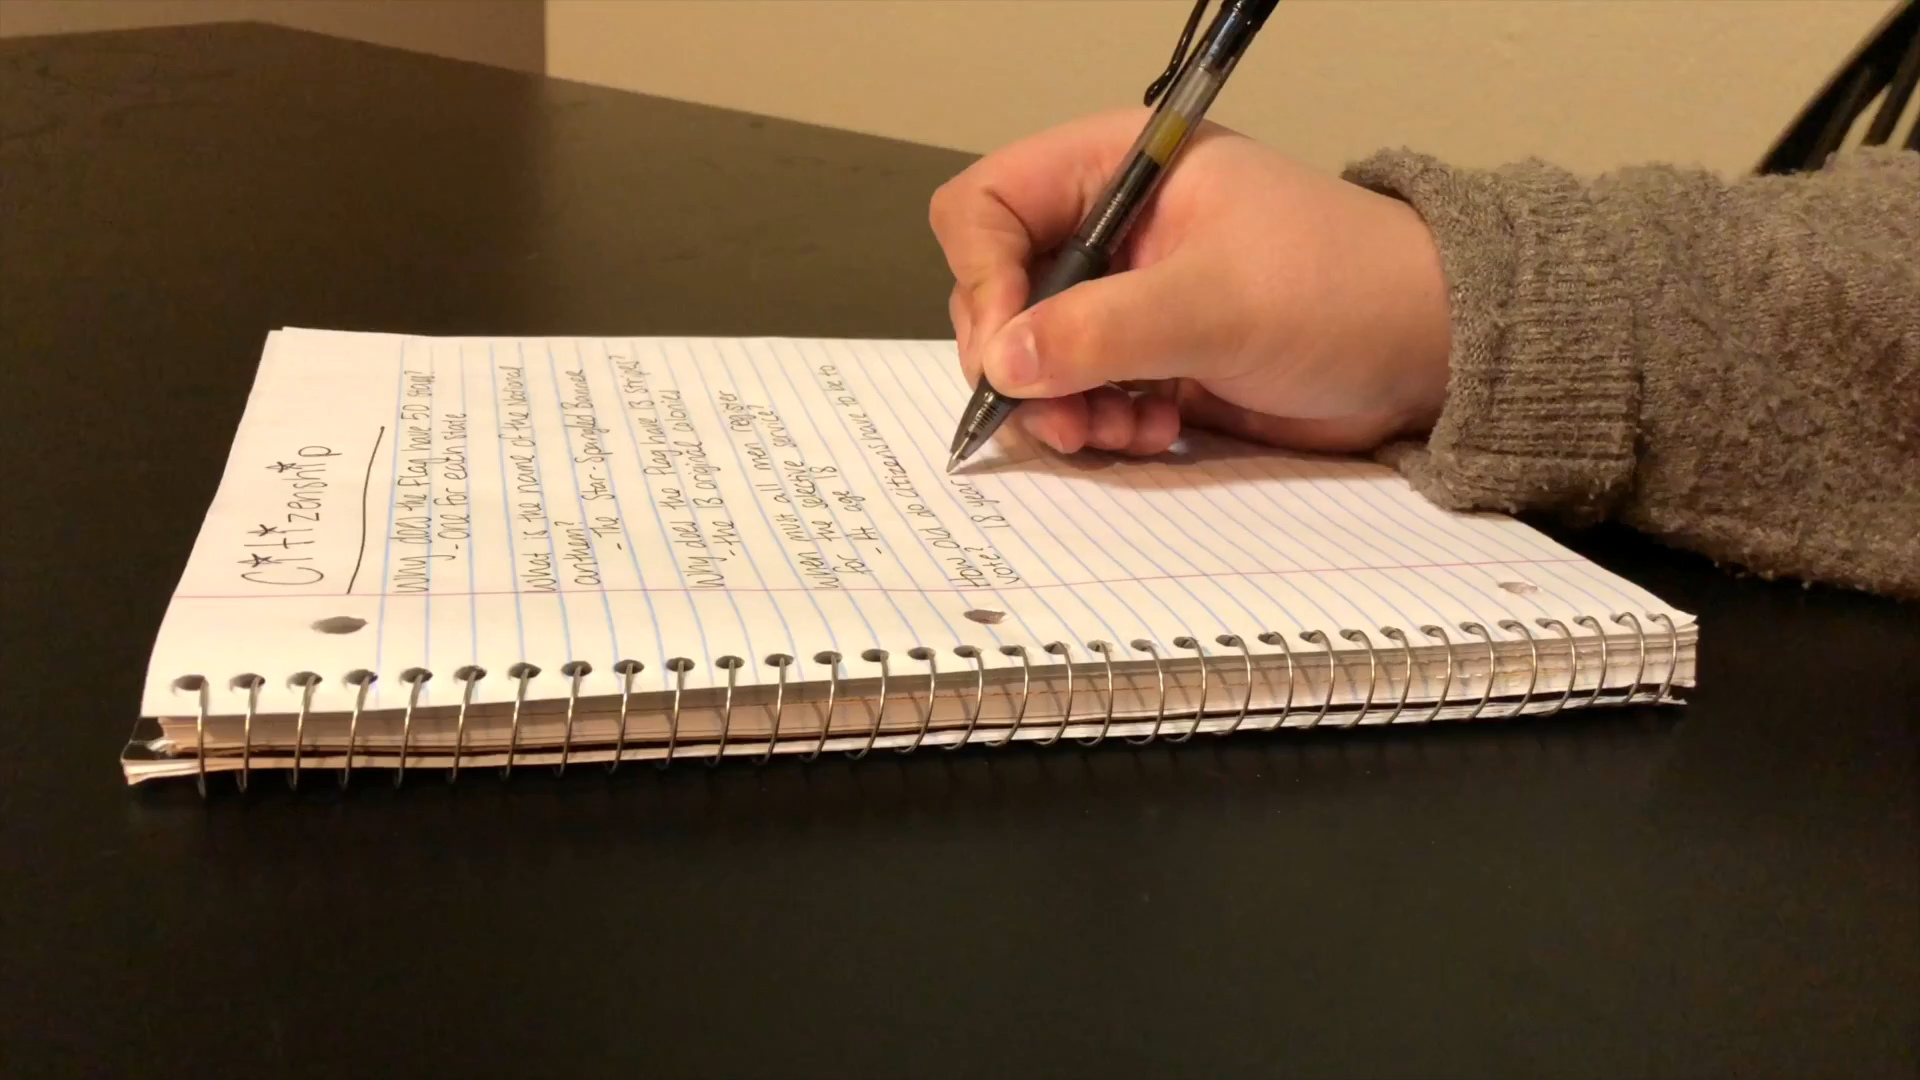 Citizenship
Why does the Flag have 50 stars?
- one for each state
What is the name of the National
anthem?
- The Star-Spangled Banner
Why does the Flag have 13 stripes?
- the 13 original colonies
When must all men register
for the selective service?
- At age 18
How old do citizens have to be to
vote? 18 year